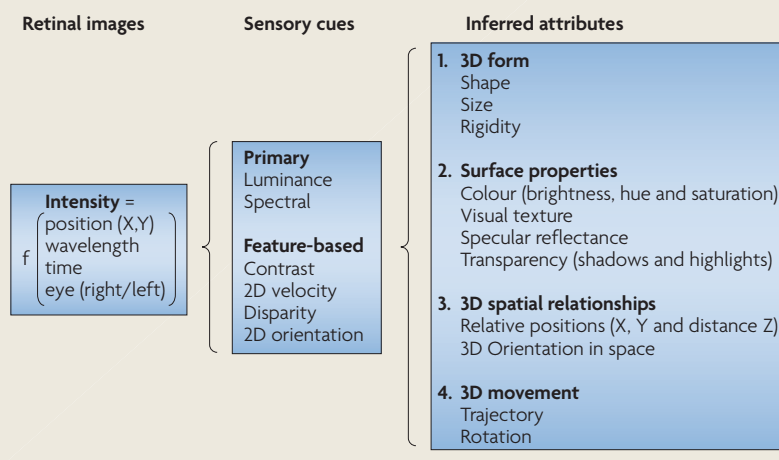 Retinal images
Sensory cues
Inferred attributes
Intensity =
f
position (X,Y)
wavelength
time
eye (right/left)
Primary
Luminance
Spectral
Feature-based
Contrast
2D velocity
Disparity
2D orientation
1. 3D form
Shape
Size
Rigidity
2. Surface properties
Colour (brightness, hue and saturation)
Visual texture
Specular reflectance
Transparency (shadows and highlights)
3. 3D spatial relationships
Relative positions (X, Y and distance Z)
3D Orientation in space
4. 3D movement
Trajectory
Rotation